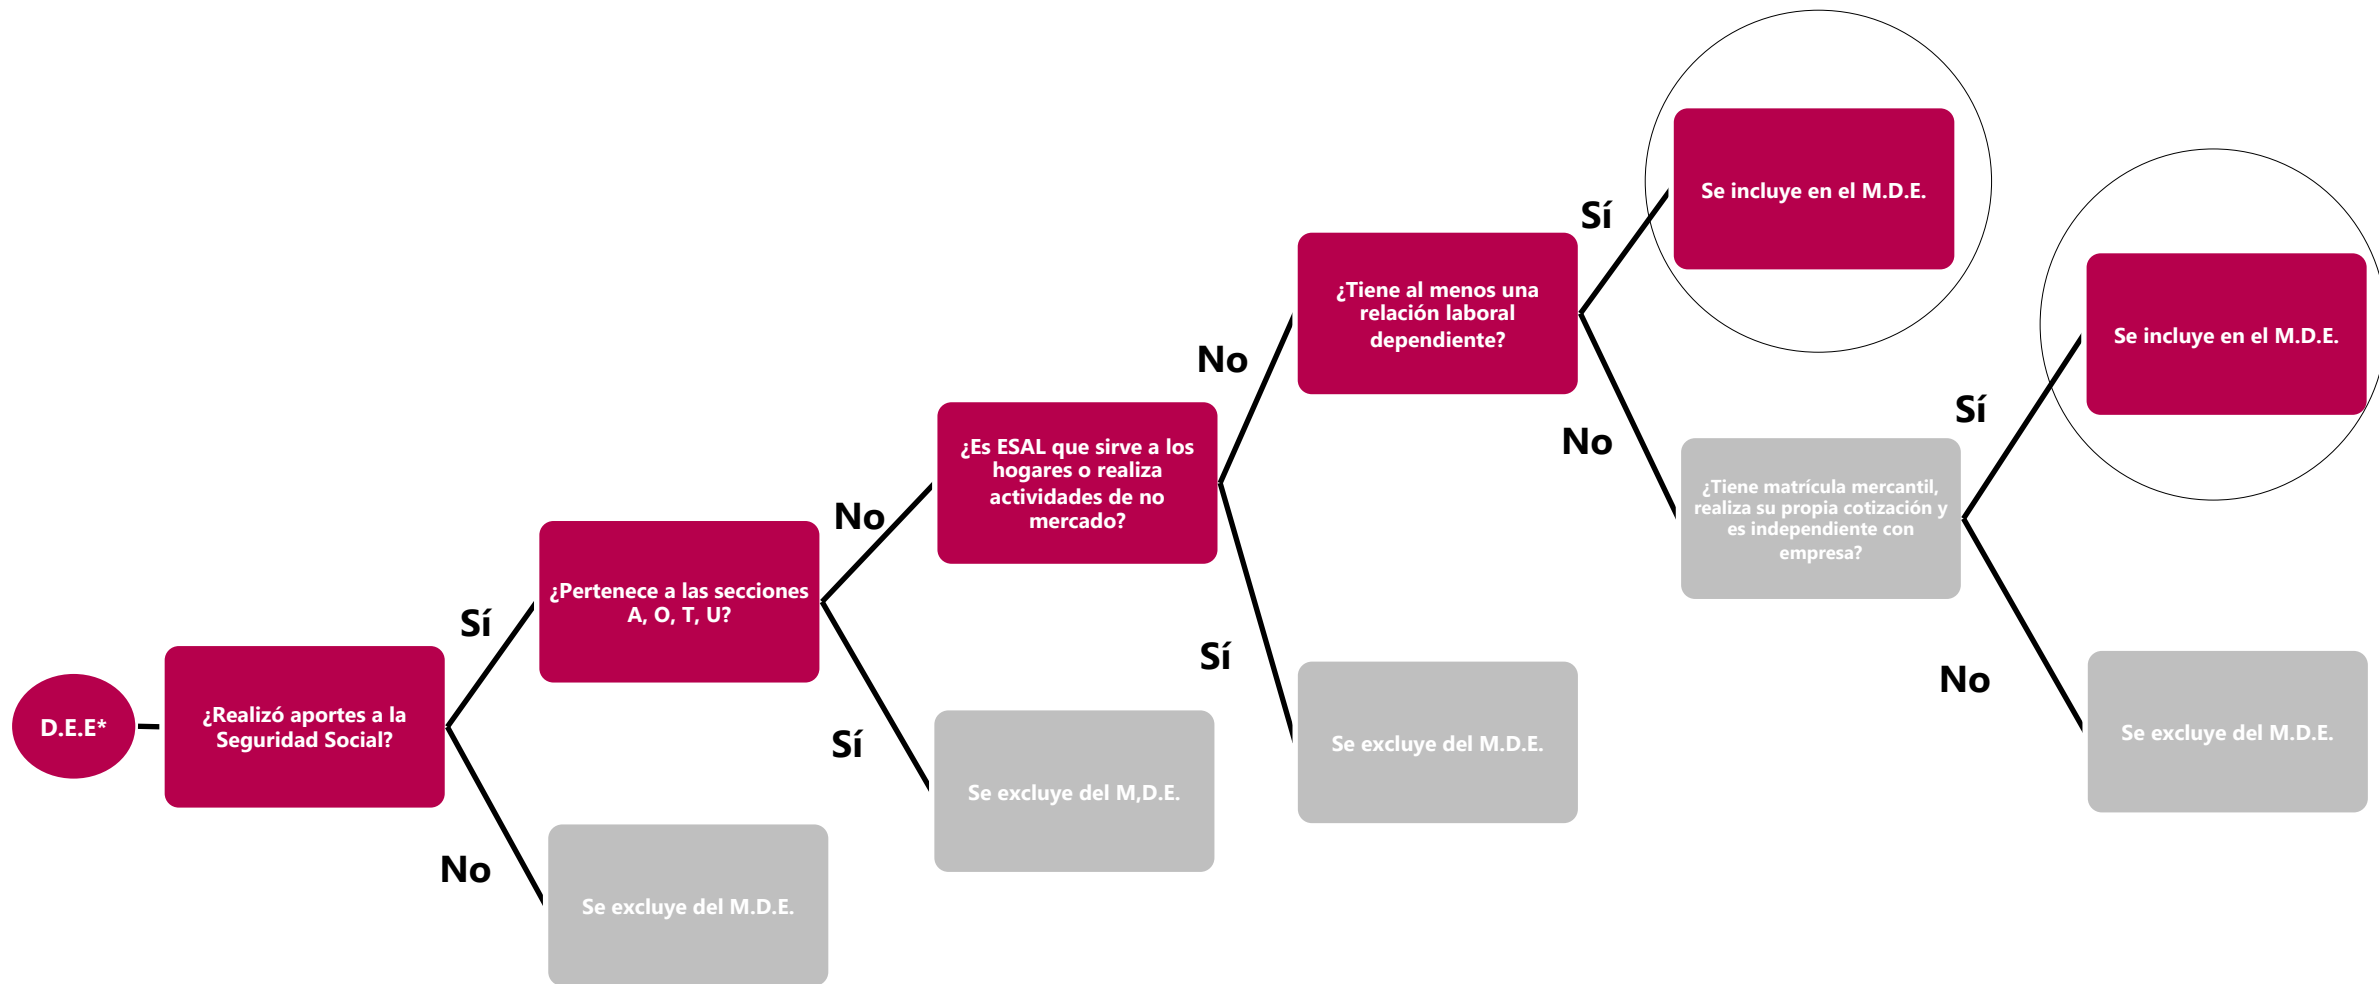 D.E.E*
¿Realizó aportes a la
Seguridad Social?
Sí
No
¿Pertenece a las secciones
A, O, T, U?
Se excluye del M.D.E.
No
Sí
¿Es ESAL que sirve a los
hogares o realiza
actividades de no
mercado?
Se excluye del M,D.E.
No
Sí
¿Tiene al menos una
relación laboral
dependiente?
Se excluye del M.D.E.
Sí
No
Se incluye en el M.D.E.
¿Tiene matrícula mercantil,
realiza su propia cotización y
es independiente con
empresa?
Sí
No
Se incluye en el M.D.E.
Se excluye del M.D.E.